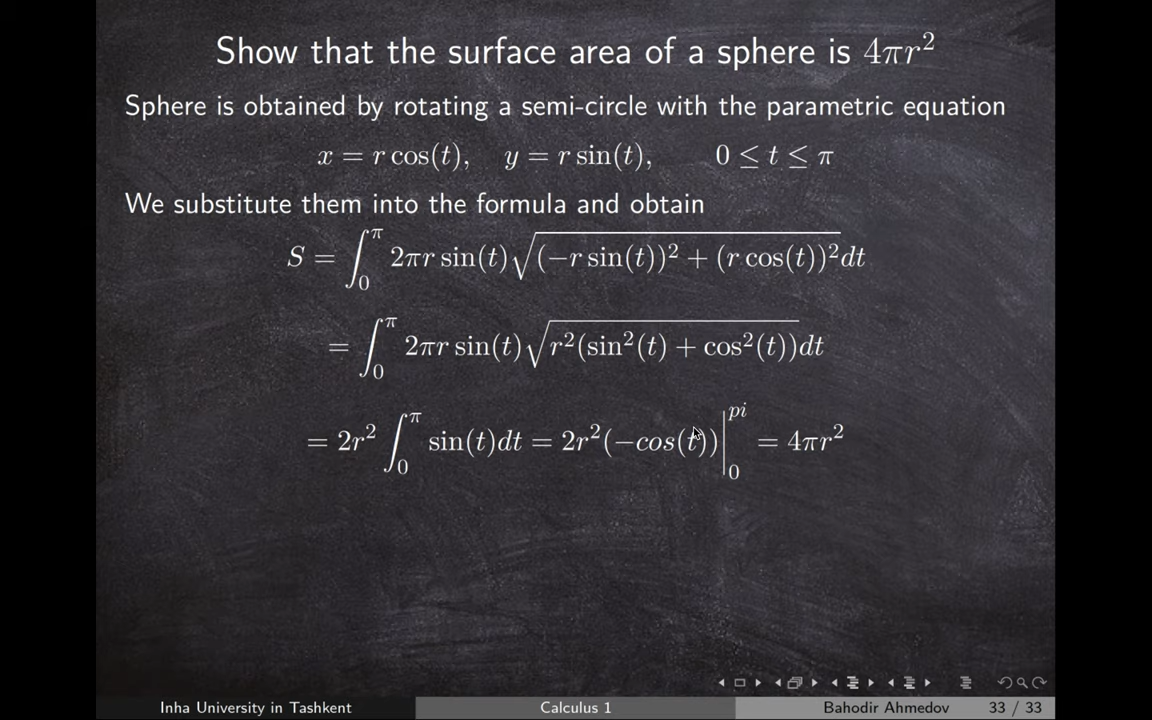 Show that the surface area of a sphere is 4πr²
Sphere is obtained by rotating a semi-circle with the parametric equation
x = r cos(t), y = r sin(t), 0 ≤ t ≤ π
We substitute them into the formula and obtain
S = ∫₀^π 2πr sin(t)√((−r sin(t))² + (r cos(t))²)dt
= ∫₀^π 2πr sin(t)√(r²(sin²(t) + cos²(t)))dt
= 2r² ∫₀^π sin(t)dt = 2r²(−cos(t))|₀^pi = 4πr²
Inha University in Tashkent Calculus 1 Bahodir Ahmedov 33 / 33